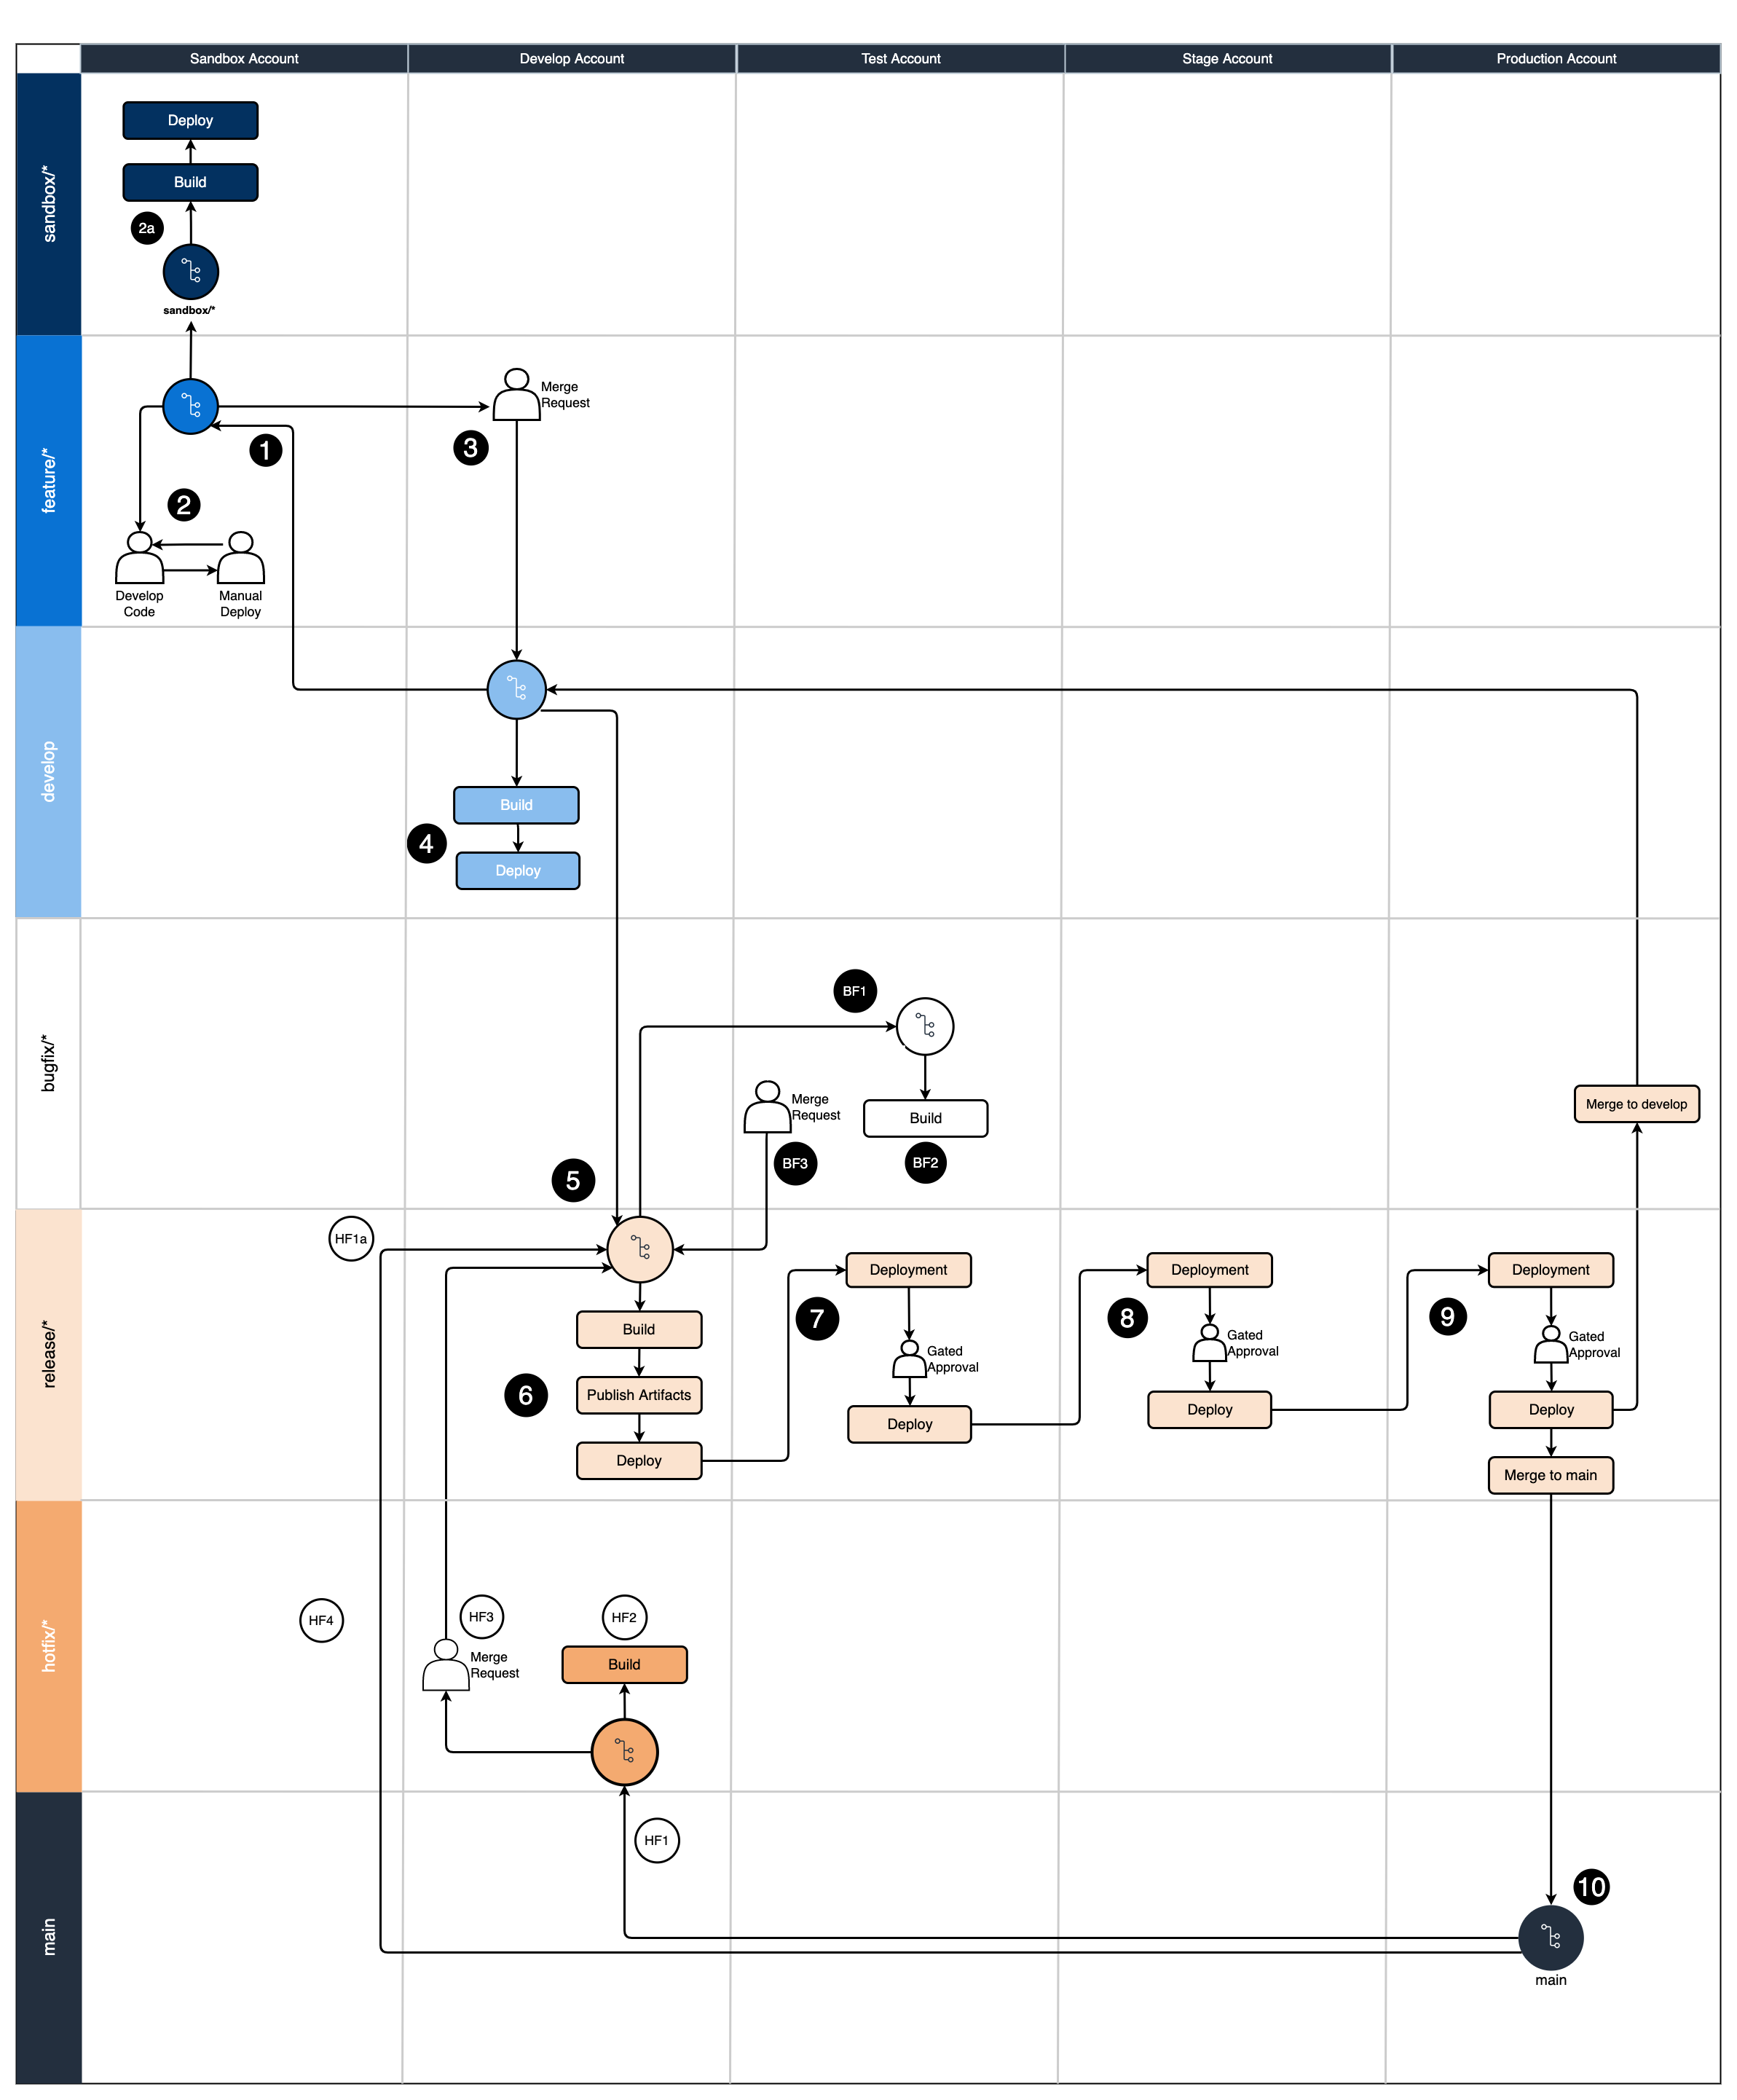 Sandbox Account
Develop Account
Test Account
Stage Account
Production Account
sandbox/*
Deploy
Build
2a
sandbox/*
feature/*
Merge
Request
1
3
2
Develop
Code
Manual
Deploy
develop
Build
4
Deploy
bugfix/*
BF1
Merge
Request
Build
Merge to develop
BF3
BF2
5
release/*
HF1a
Deployment
Deployment
Deployment
7
8
9
Build
Gated
Approval
Gated
Approval
Gated
Approval
6
Publish Artifacts
Deploy
Deploy
Deploy
Deploy
Merge to main
hotfix/*
HF4
HF3
HF2
Merge
Request
Build
main
HF1
10
main